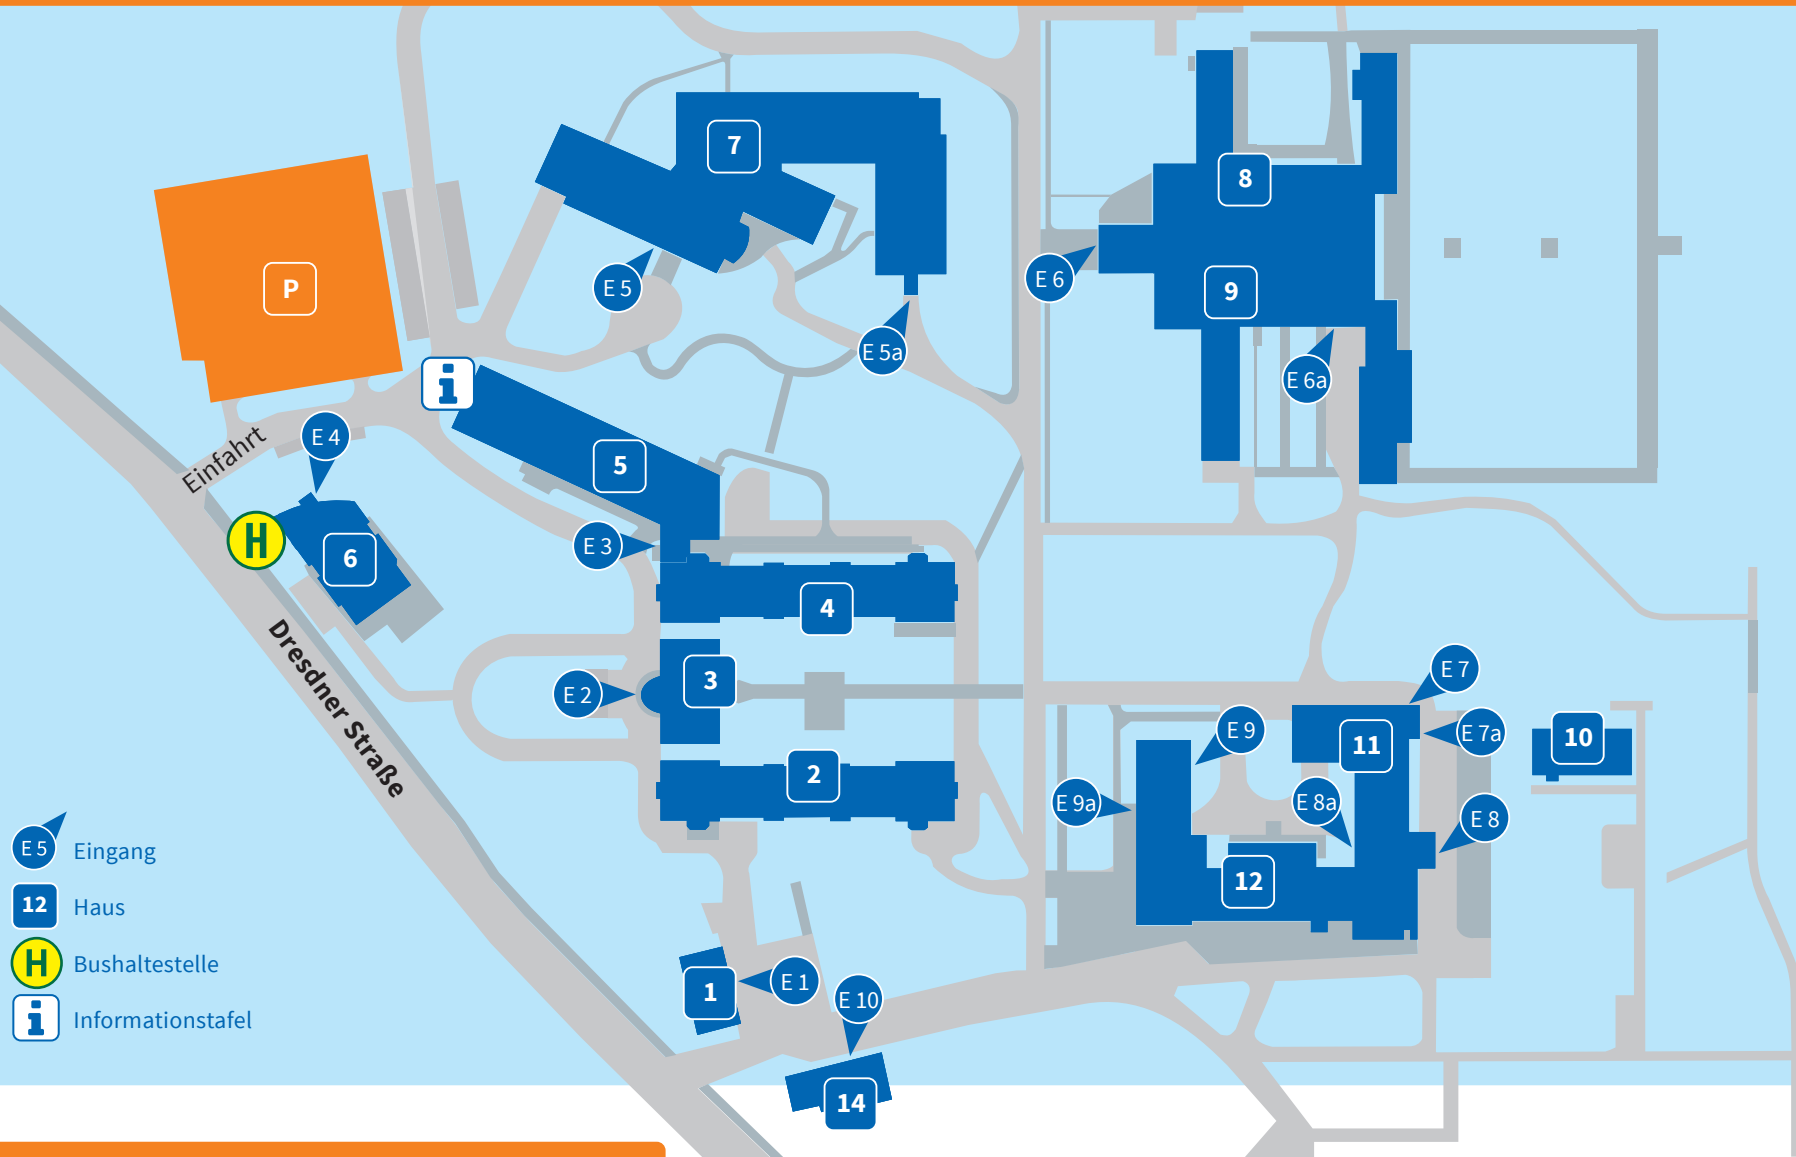 7
8
P
E 5
E 6
9
E 5a
E 6a
i
Einfahrt
E 4
5
H
6
E 3
4
Dresdner Straße
E 2
3
E 7
E 9
11
E 7a
10
2
E 9a
E 8a
E 8
12
E 5 Eingang
12 Haus
H Bushaltestelle
i Informationstafel
1
E 1
E 10
14